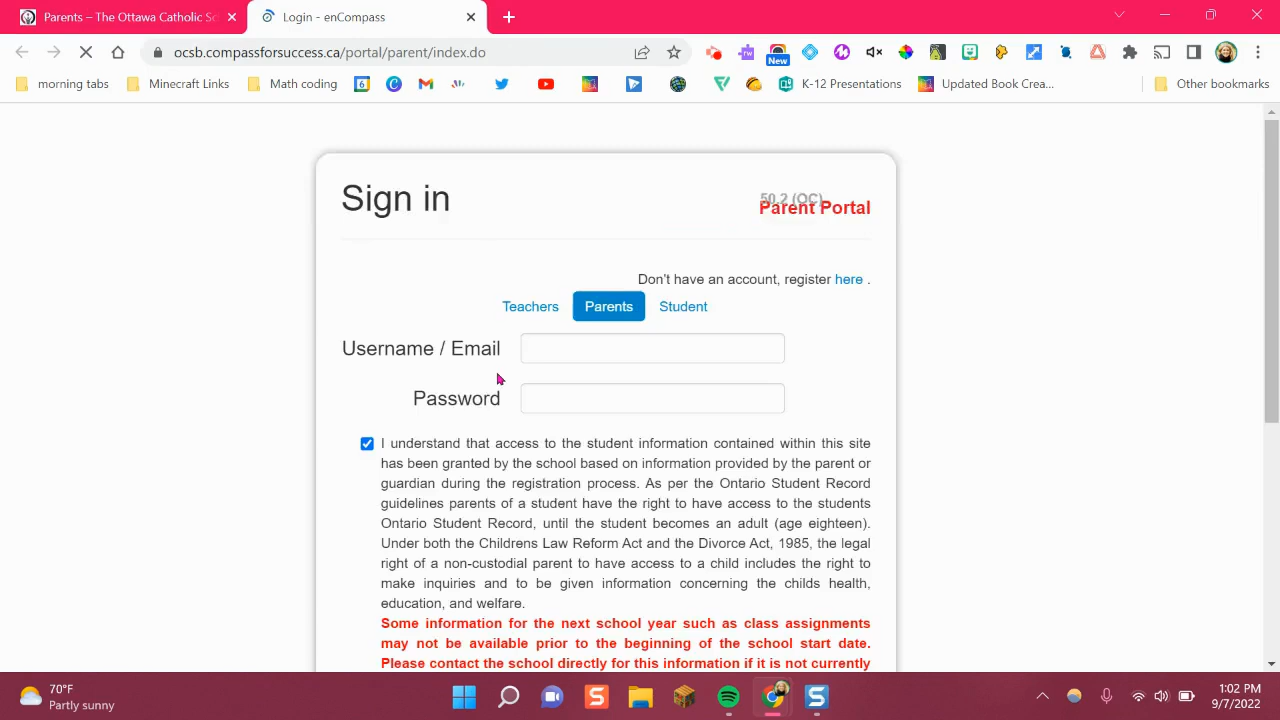 Parents – The Ottawa Catholic Sc
Login - enCompass
ocsb.compassforsuccess.ca/portal/parent/index.do
rw
New
morning tabs
Minecraft Links
Math coding
6
K-12 Presentations
Updated Book Crea...
Other bookmarks
Sign in
50.2 (OC)
Parent Portal
Don't have an account, register here .
Teachers
Parents
Student
Username / Email
Password
I understand that access to the student information contained within this site
has been granted by the school based on information provided by the parent or
guardian during the registration process. As per the Ontario Student Record
guidelines parents of a student have the right to have access to the students
Ontario Student Record, until the student becomes an adult (age eighteen).
Under both the Childrens Law Reform Act and the Divorce Act, 1985, the legal
right of a non-custodial parent to have access to a child includes the right to
make inquiries and to be given information concerning the childs health,
education, and welfare.
Some information for the next school year such as class assignments
may not be available prior to the beginning of the school start date.
Please contact the school directly for this information if it is not currently
70°F
Partly sunny
1:02 PM
9/7/2022